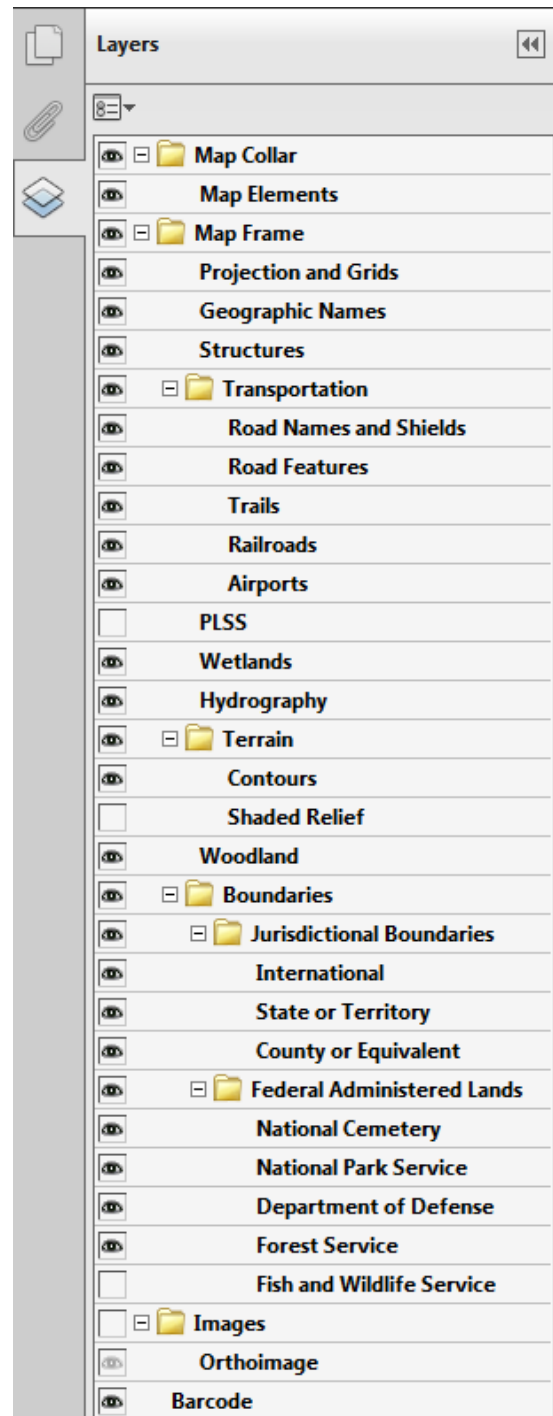 Layers
Map Collar
Map Elements
Map Frame
Projection and Grids
Geographic Names
Structures
Transportation
Road Names and Shields
Road Features
Trails
Railroads
Airports
PLSS
Wetlands
Hydrography
Terrain
Contours
Shaded Relief
Woodland
Boundaries
Jurisdictional Boundaries
International
State or Territory
County or Equivalent
Federal Administered Lands
National Cemetery
National Park Service
Department of Defense
Forest Service
Fish and Wildlife Service
Images
Orthoimage
Barcode